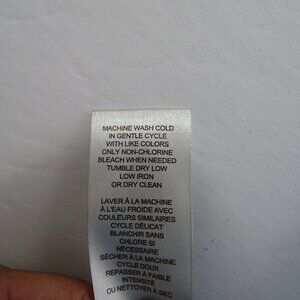 MACHINE WASH COLD
IN GENTLE CYCLE
WITH LIKE COLORS
ONLY NON-CHLORINE
BLEACH WHEN NEEDED
TUMBLE DRY LOW
LOW IRON
OR DRY CLEAN
LAVER À LA MACHINE
À L'EAU FROIDE AVEC
COULEURS SIMILAIRES
CYCLE DÉLICAT
BLANCHIR SANS
CHLORE SI
NÉCESSAIRE
SÉCHER À LA MACHINE
CYCLE DOUX
REPASSER À FAIBLE
INTENSITÉ
OU NETTOYER À SEC